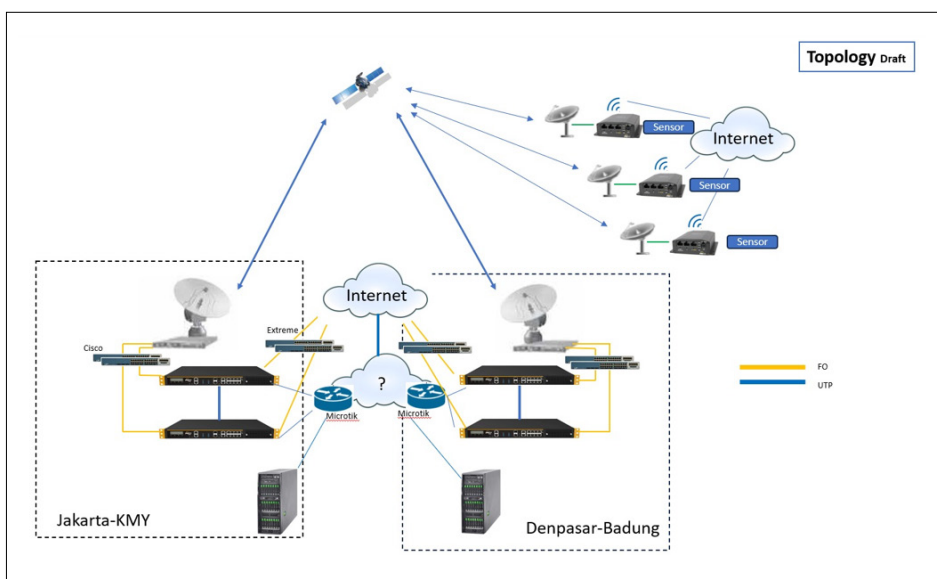 Topology Draft
Sensor
Internet
Sensor
Sensor
Internet
Extreme
Cisco
?
Microtik
Microtik
FO
UTP
Jakarta-KMY
Denpasar-Badung